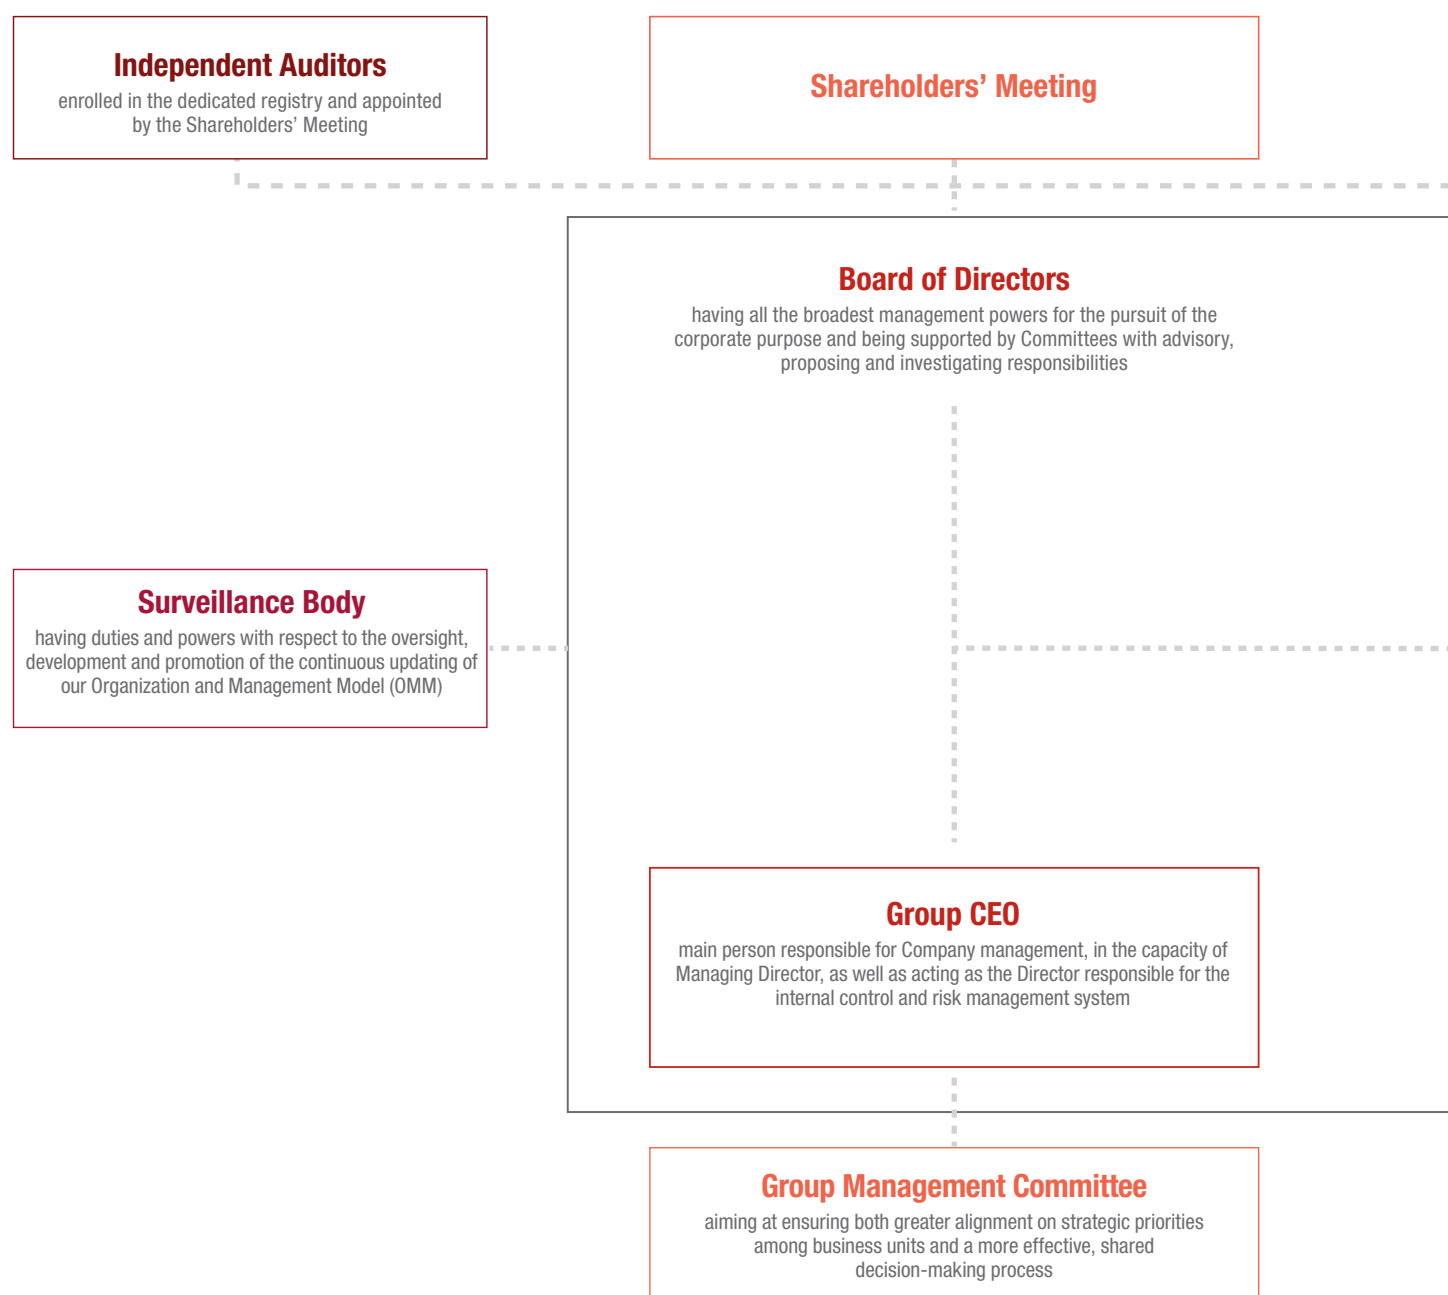 Independent Auditors
enrolled in the dedicated registry and appointed
by the Shareholders’ Meeting
Shareholders’ Meeting
Board of Directors
having all the broadest management powers for the pursuit of the
corporate purpose and being supported by Committees with advisory,
proposing and investigating responsibilities
Surveillance Body
having duties and powers with respect to the oversight,
development and promotion of the continuous updating of
our Organization and Management Model (OMM)
Group CEO
main person responsible for Company management, in the capacity of
Managing Director, as well as acting as the Director responsible for the
internal control and risk management system
Group Management Committee
aiming at ensuring both greater alignment on strategic priorities
among business units and a more effective, shared
decision-making process